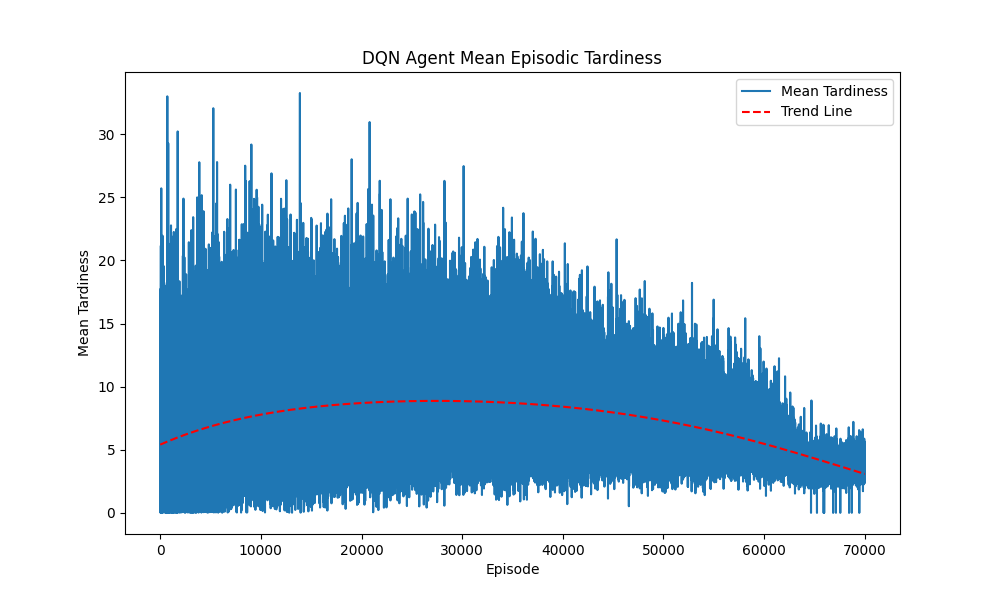 DQN Agent Mean Episodic Tardiness
Mean Tardiness
Trend Line
Mean Tardiness
30
25
20
15
10
5
0
0 10000 20000 30000 40000 50000 60000 70000
Episode